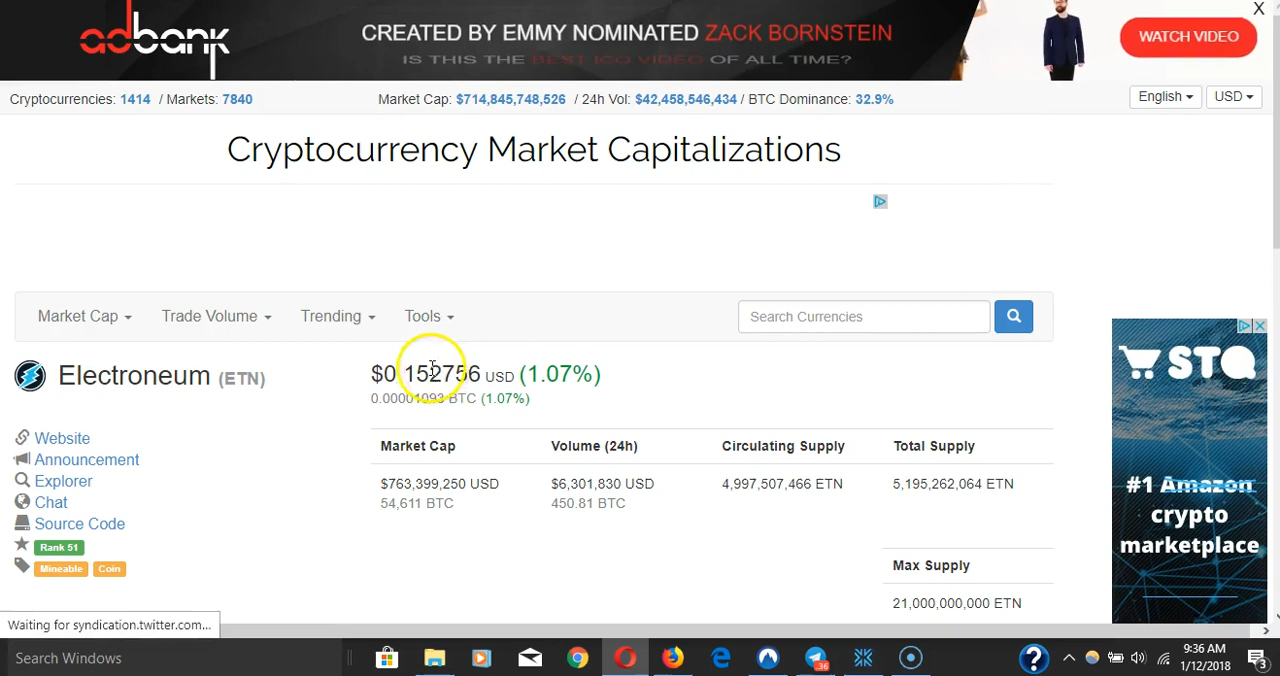 adbank
CREATED BY EMMY NOMINATED ZACK BORNSTEIN
IS THIS THE BEST ICO VIDEO OF ALL TIME?
WATCH VIDEO
X
Cryptocurrencies: 1414 / Markets: 7840
Market Cap: $714,845,748,526 / 24h Vol: $42,458,546,434 / BTC Dominance: 32.9%
English
USD
Cryptocurrency Market Capitalizations
Market Cap
Trade Volume
Trending
Tools
Search Currencies
Electroneum (ETN)
$0.152756 USD (1.07%)
0.00001093 BTC (1.07%)
Website
Announcement
Explorer
Chat
Source Code
Rank 51
Mineable Coin
Market Cap
$763,399,250 USD
54,611 BTC
Volume (24h)
$6,301,830 USD
450.81 BTC
Circulating Supply
4,997,507,466 ETN
Total Supply
5,195,262,064 ETN
Max Supply
21,000,000,000 ETN
STQ
#1 Amazon
crypto
marketplace
Waiting for syndication.twitter.com...
Search Windows
36
?
9:36 AM
1/12/2018
3